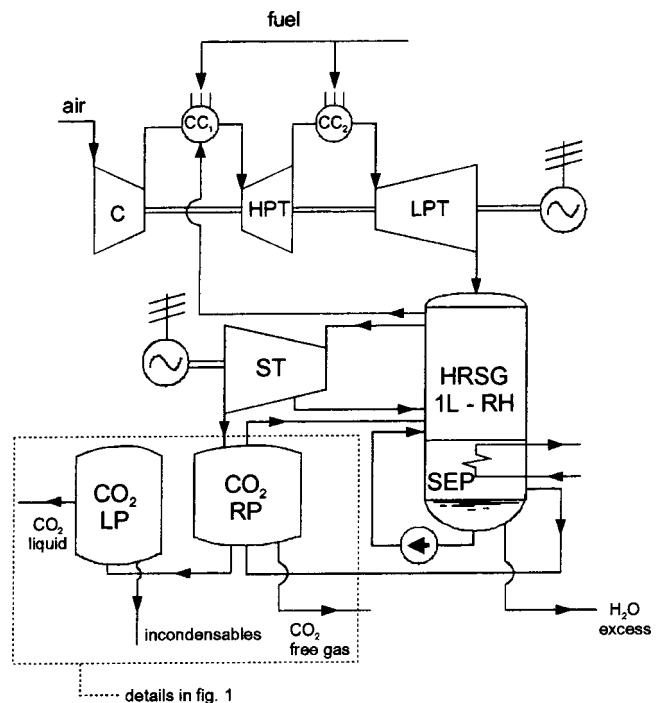 fuel
air
CC₁
CC₂
C
HPT
LPT
ST
HRSG
1L - RH
SEP
CO₂
LP
CO₂
RP
CO₂
liquid
incondensables
CO₂
free gas
H₂O
excess
details in fig. 1